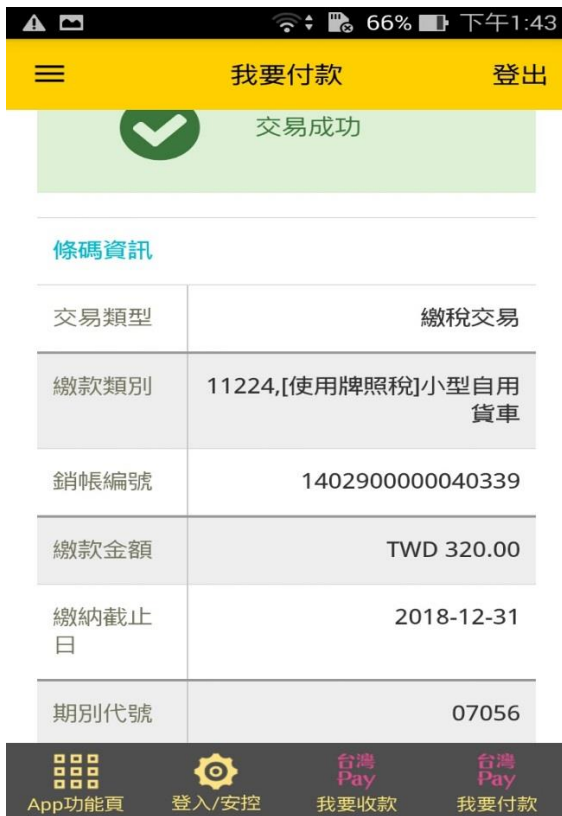 66% 下午1:43
我要付款 登出
交易成功
條碼資訊
交易類型 繳稅交易
繳款類別 11224,[使用牌照稅]小型自用
貨車
銷帳編號 1402900000040339
繳款金額 TWD 320.00
繳納截止 2018-12-31
日
期別代號 07056
台灣 台灣
Pay Pay
App功能頁 登入/安控 我要收款 我要付款